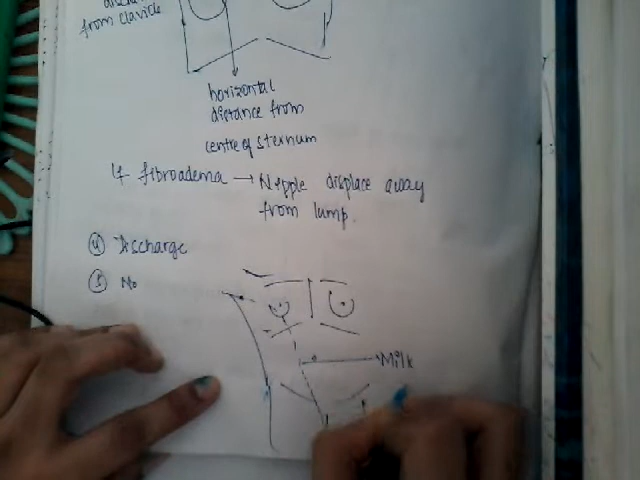 from clavicle
horizontal
distance from
centre of sternum
If fibroadema → Nipple displace away
from lump.
④ Discharge
⑤ No
Milk